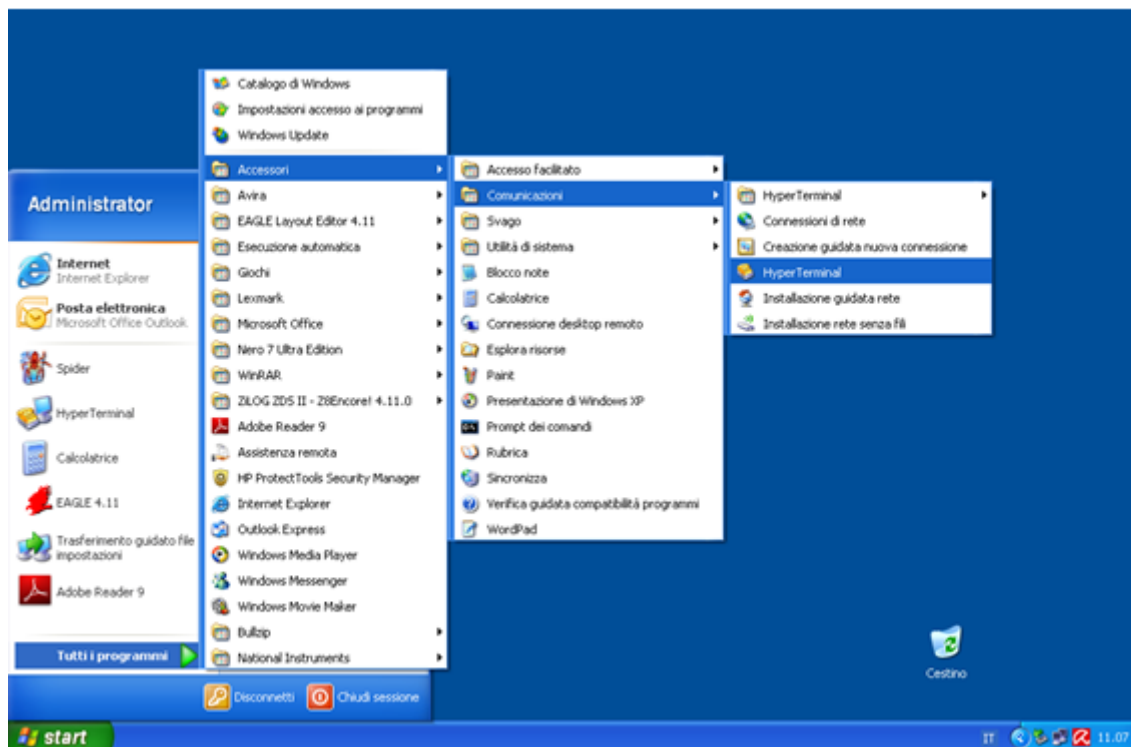 Administrator
Internet
Internet Explorer
Posta elettronica
Microsoft Office Outlook
Spider
HyperTerminal
Calcolatrice
EAGLE 4.11
Trasferimento guidato file
impostazioni
Adobe Reader 9
Tutti i programmi
Disconnetti
Chiudi sessione
Catalogo di Windows
Impostazioni accesso ai programmi
Windows Update
Accessori
Avira
EAGLE Layout Editor 4.11
Esecuzione automatica
Giochi
Lexmark
Microsoft Office
Nero 7 Ultra Edition
WinRAR
ZiLOG ZDS II - Z8Encore! 4.11.0
Adobe Reader 9
Assistenza remota
HP ProtectTools Security Manager
Internet Explorer
Outlook Express
Windows Media Player
Windows Messenger
Windows Movie Maker
Bullzip
National Instruments
Accesso facilitato
Comunicazioni
Svago
Utilità di sistema
Blocco note
Calcolatrice
Connessione desktop remoto
Esplora risorse
Paint
Presentazione di Windows XP
Prompt dei comandi
Rubrica
Sincronizza
Verifica guidata compatibilità programmi
WordPad
HyperTerminal
Connessioni di rete
Creazione guidata nuova connessione
HyperTerminal
Installazione guidata rete
Installazione rete senza fili
Cestino
start
IT
11.07